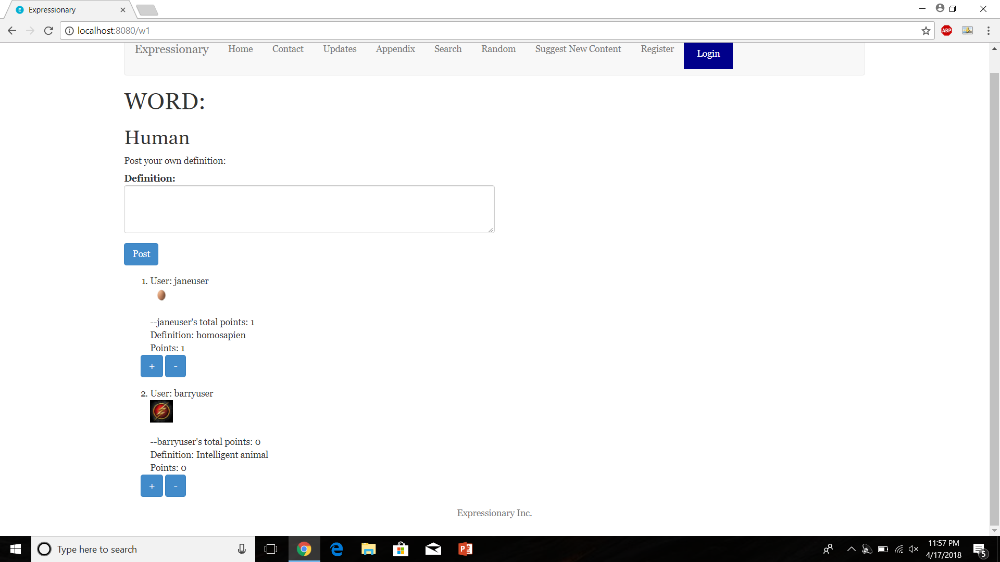 E Expressionary
localhost:8080/w1
ABP
Expressionary Home Contact Updates Appendix Search Random Suggest New Content Register Login
WORD:
Human
Post your own definition:
Definition:
Post
1. User: janeuser
--janeuser's total points: 1
Definition: homosapien
Points: 1
+ -
2. User: barryuser
--barryuser's total points: 0
Definition: Intelligent animal
Points: 0
+ -
Expressionary Inc.
Type here to search
11:57 PM
4/17/2018
5